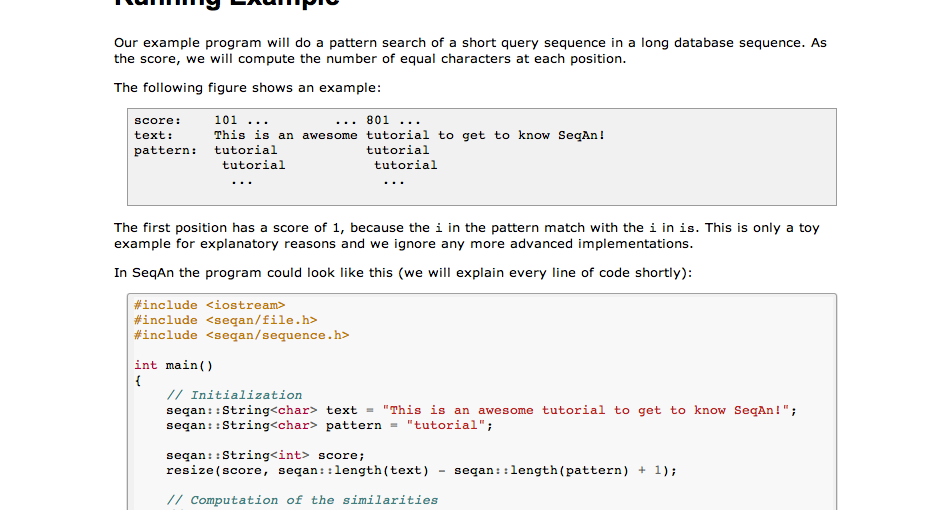 Running Example
Our example program will do a pattern search of a short query sequence in a long database sequence. As
the score, we will compute the number of equal characters at each position.
The following figure shows an example:
score:    101 ...        ... 801 ...
text:     This is an awesome tutorial to get to know SeqAn!
pattern:  tutorial           tutorial
           tutorial           tutorial
            ...                ...
The first position has a score of 1, because the i in the pattern match with the i in is. This is only a toy
example for explanatory reasons and we ignore any more advanced implementations.
In SeqAn the program could look like this (we will explain every line of code shortly):
#include <iostream>
#include <seqan/file.h>
#include <seqan/sequence.h>
int main()
{
    // Initialization
    seqan::String<char> text = "This is an awesome tutorial to get to know SeqAn!";
    seqan::String<char> pattern = "tutorial";
    seqan::String<int> score;
    resize(score, seqan::length(text) - seqan::length(pattern) + 1);
    // Computation of the similarities